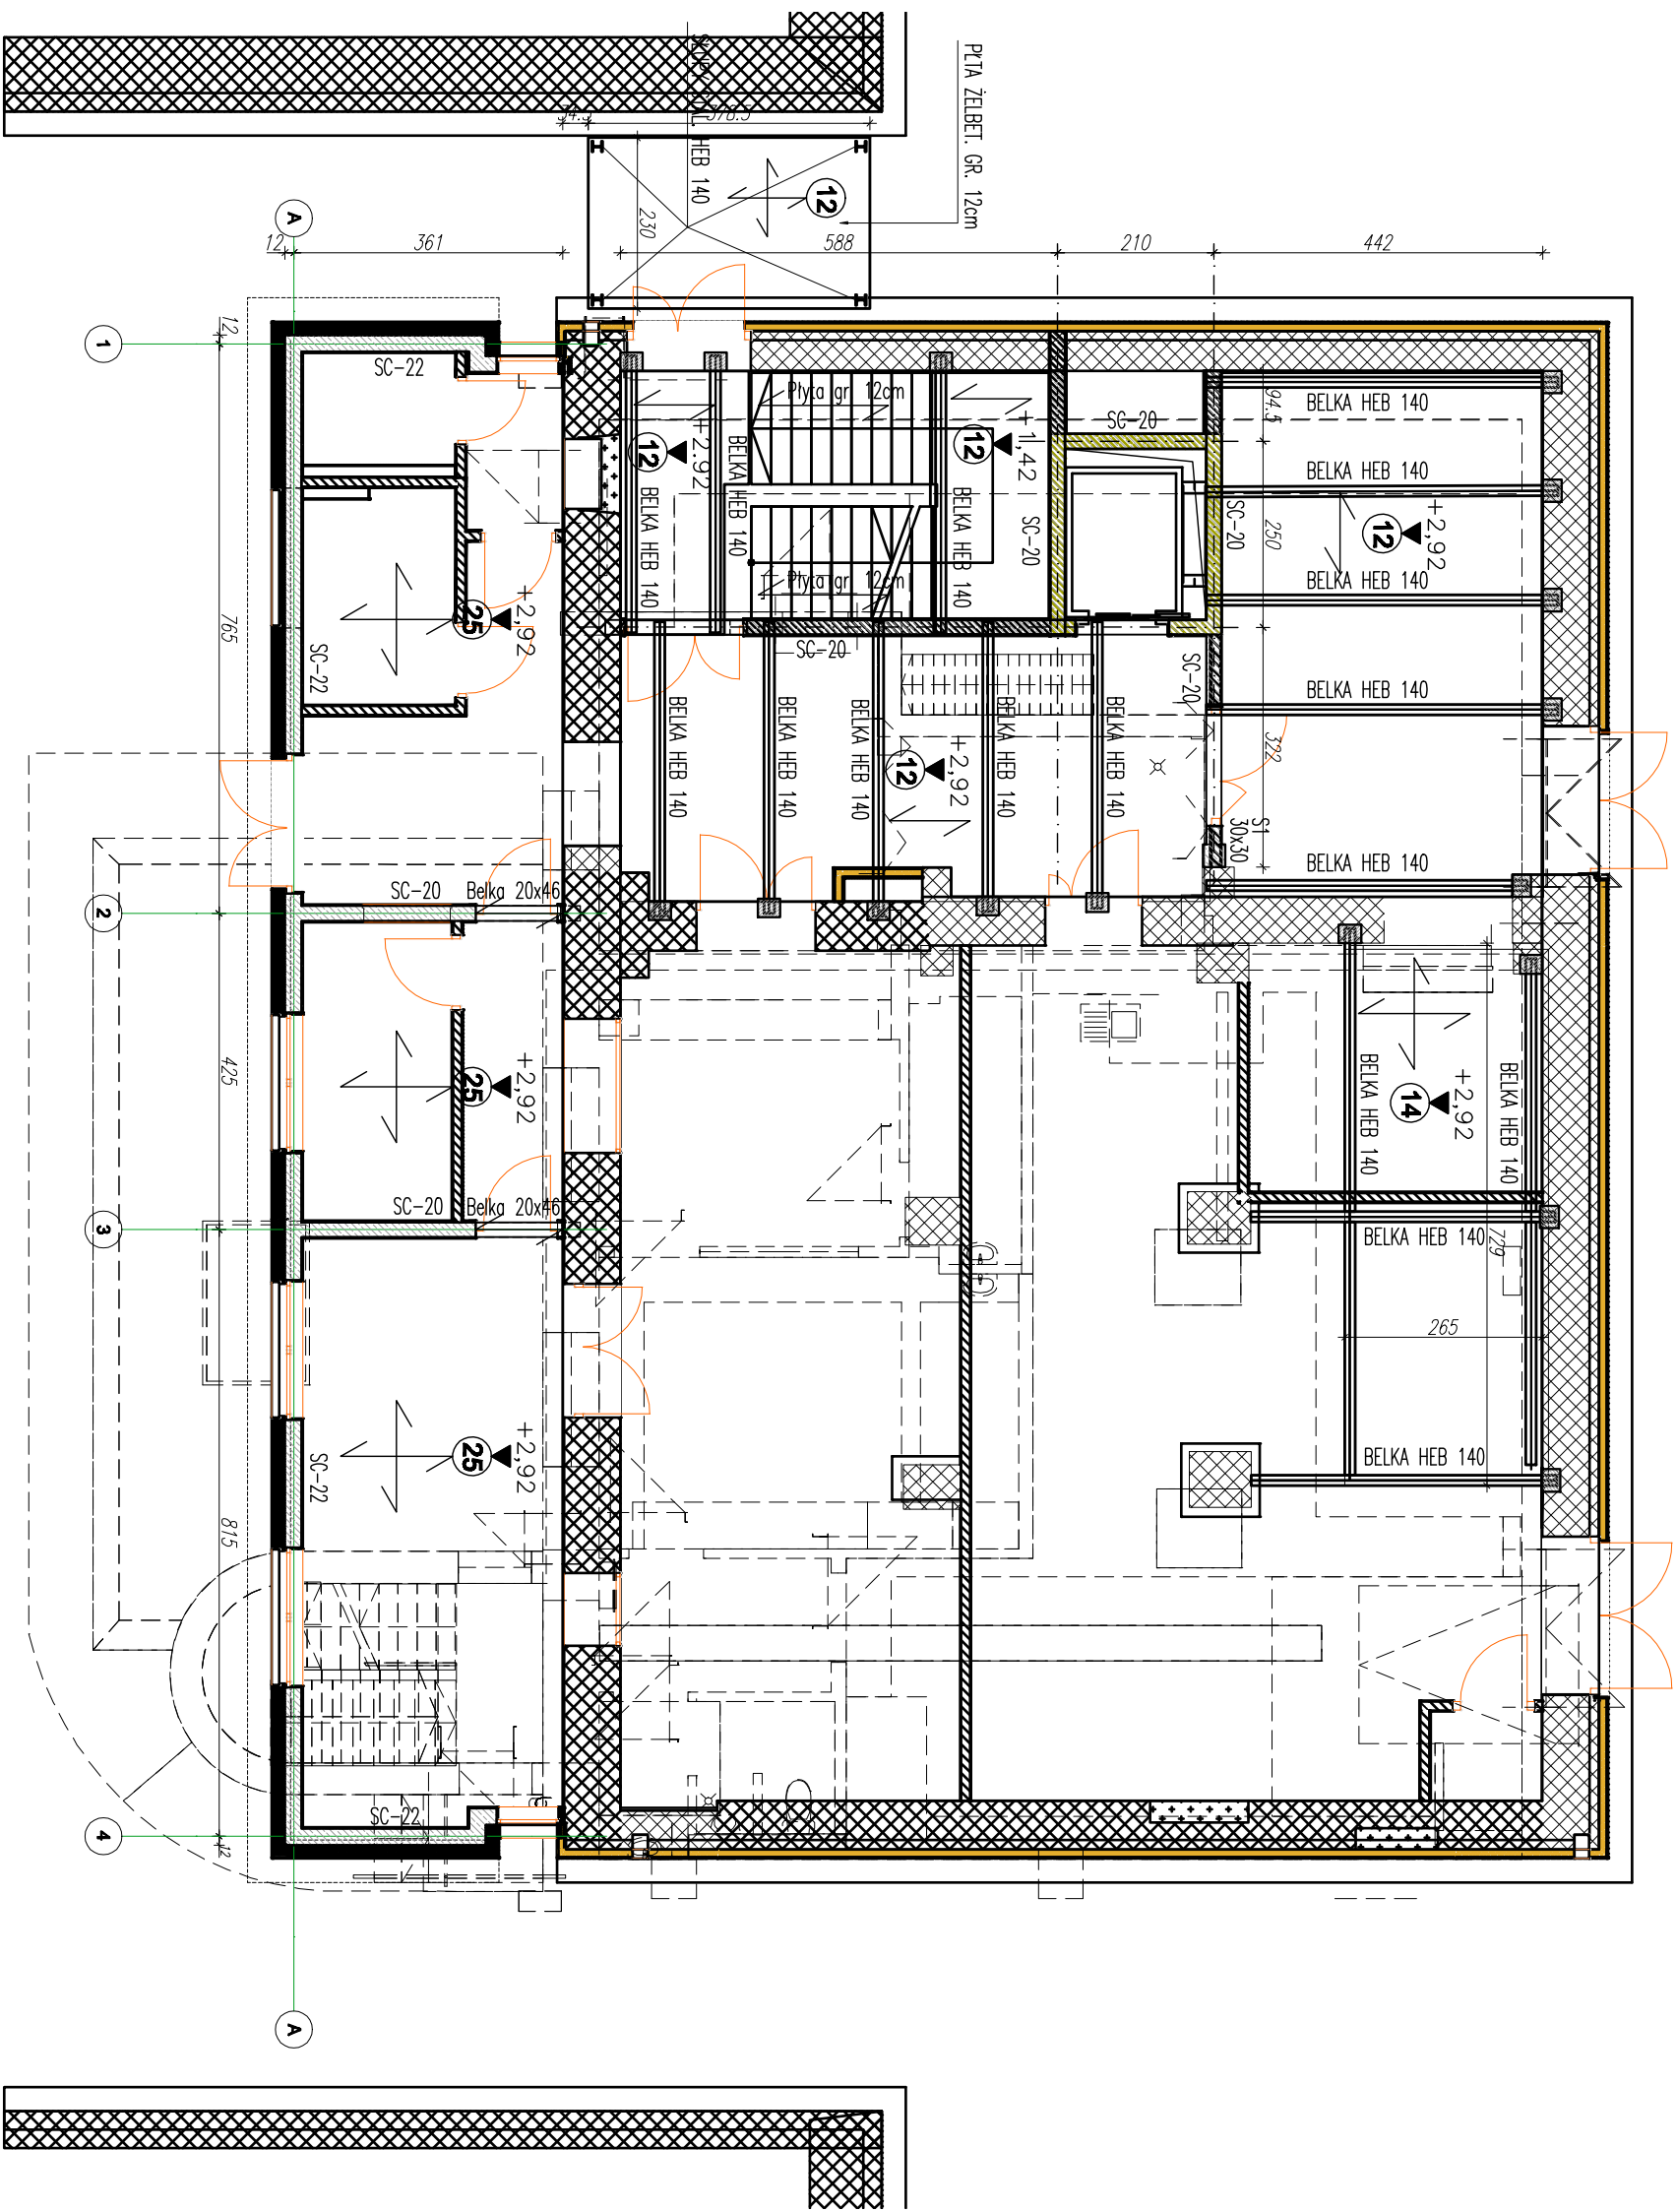 PŁTA ŻELBET. GR. 12cm
HEB 140
378.5
230
12
A
12
361
588
210
442
1
12
SC-22
Płyta gr. 12cm
SC-20
94.5
BELKA HEB 140
+2,92
12
BELKA HEB 140
BELKA HEB 140
+1,42
12
BELKA HEB 140
SC-20
SC-20
250
BELKA HEB 140
+2,92
12
BELKA HEB 140
Płyta gr. 12cm
+2,92
25
765
SC-22
SC-20
SC-20
BELKA HEB 140
BELKA HEB 140
BELKA HEB 140
BELKA HEB 140
BELKA HEB 140
BELKA HEB 140
+2,92
12
322
S1
30x30
BELKA HEB 140
2
SC-20
Belka 20x46
+2,92
25
425
+2,92
14
BELKA HEB 140
BELKA HEB 140
3
SC-20
Belka 20x46
BELKA HEB 140
729
265
+2,92
25
SC-22
BELKA HEB 140
815
4
SC-22
12
A